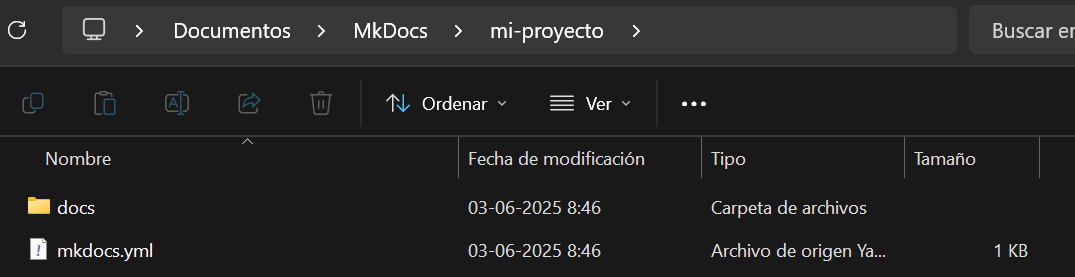 Documentos > MkDocs > mi-proyecto > Buscar en
Ordenar Ver
Nombre Fecha de modificación Tipo Tamaño
docs 03-06-2025 8:46 Carpeta de archivos
mkdocs.yml 03-06-2025 8:46 Archivo de origen Ya... 1 KB